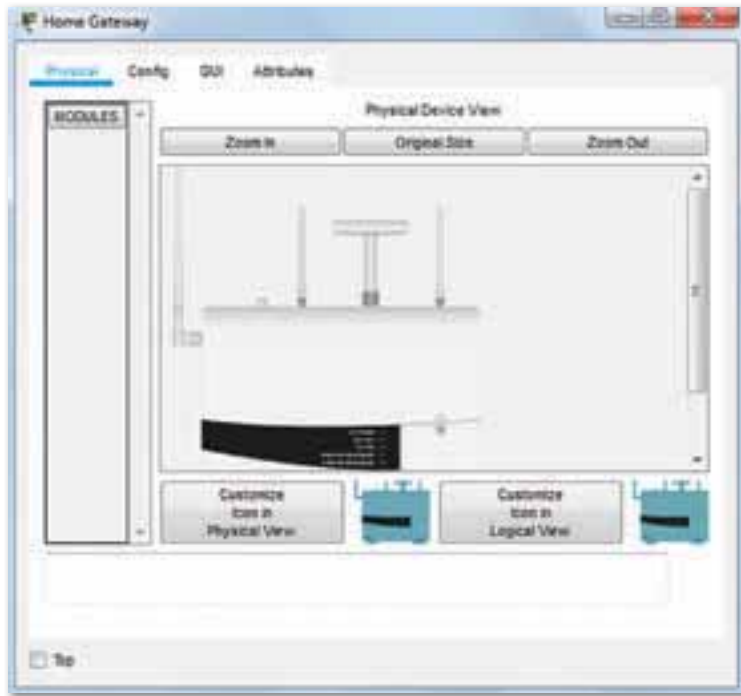 Home Gateway
Physical Config GUI Attributes
MODULES
Physical Device View
Zoom In Original Size Zoom Out
Customize
Icon in
Physical View
Customize
Icon in
Logical View
Top